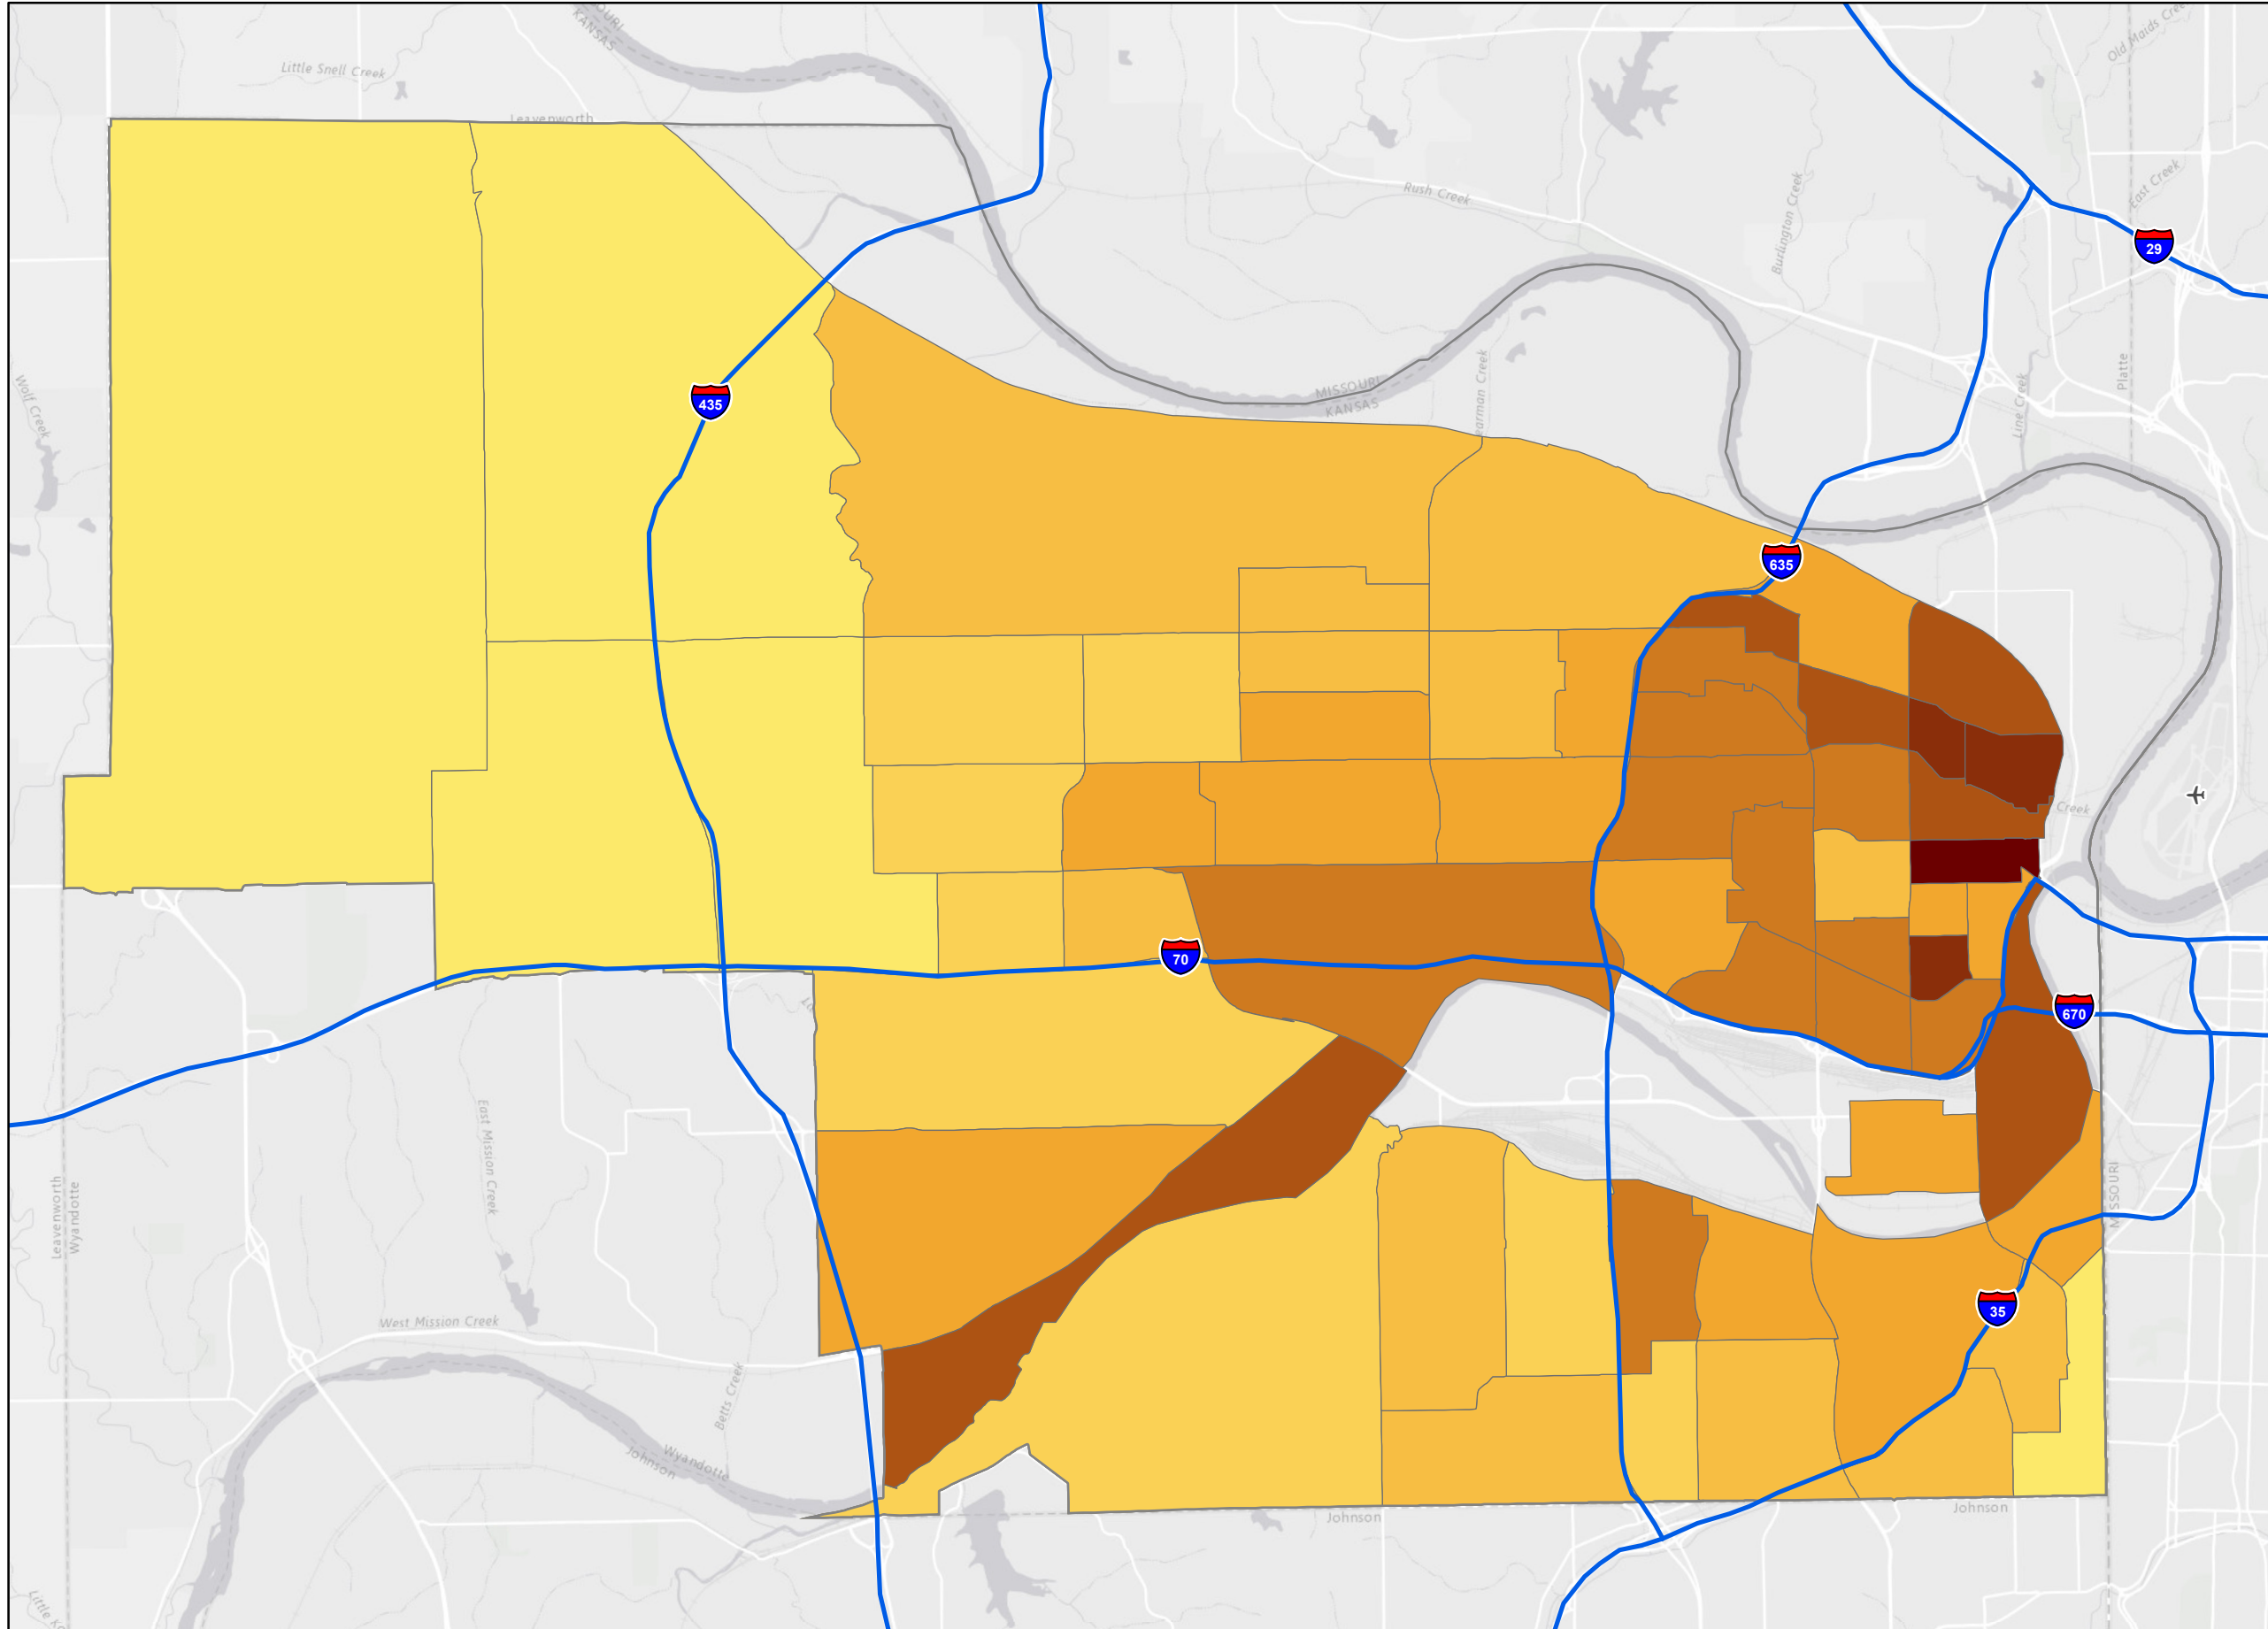 Little Snell Creek
KANSAS
Leavenworth
Old Maids
East Creek
Rush Creek
Burlington Creek
29
Platte
Line Creek
MISSOURI
KANSAS
Wolf Creek
435
635
Creek
70
670
East Mission Creek
Leavenworth
Wyandotte
MISSOURI
35
West Mission Creek
Betts Creek
Wyandotte
Johnson
Johnson
Johnson